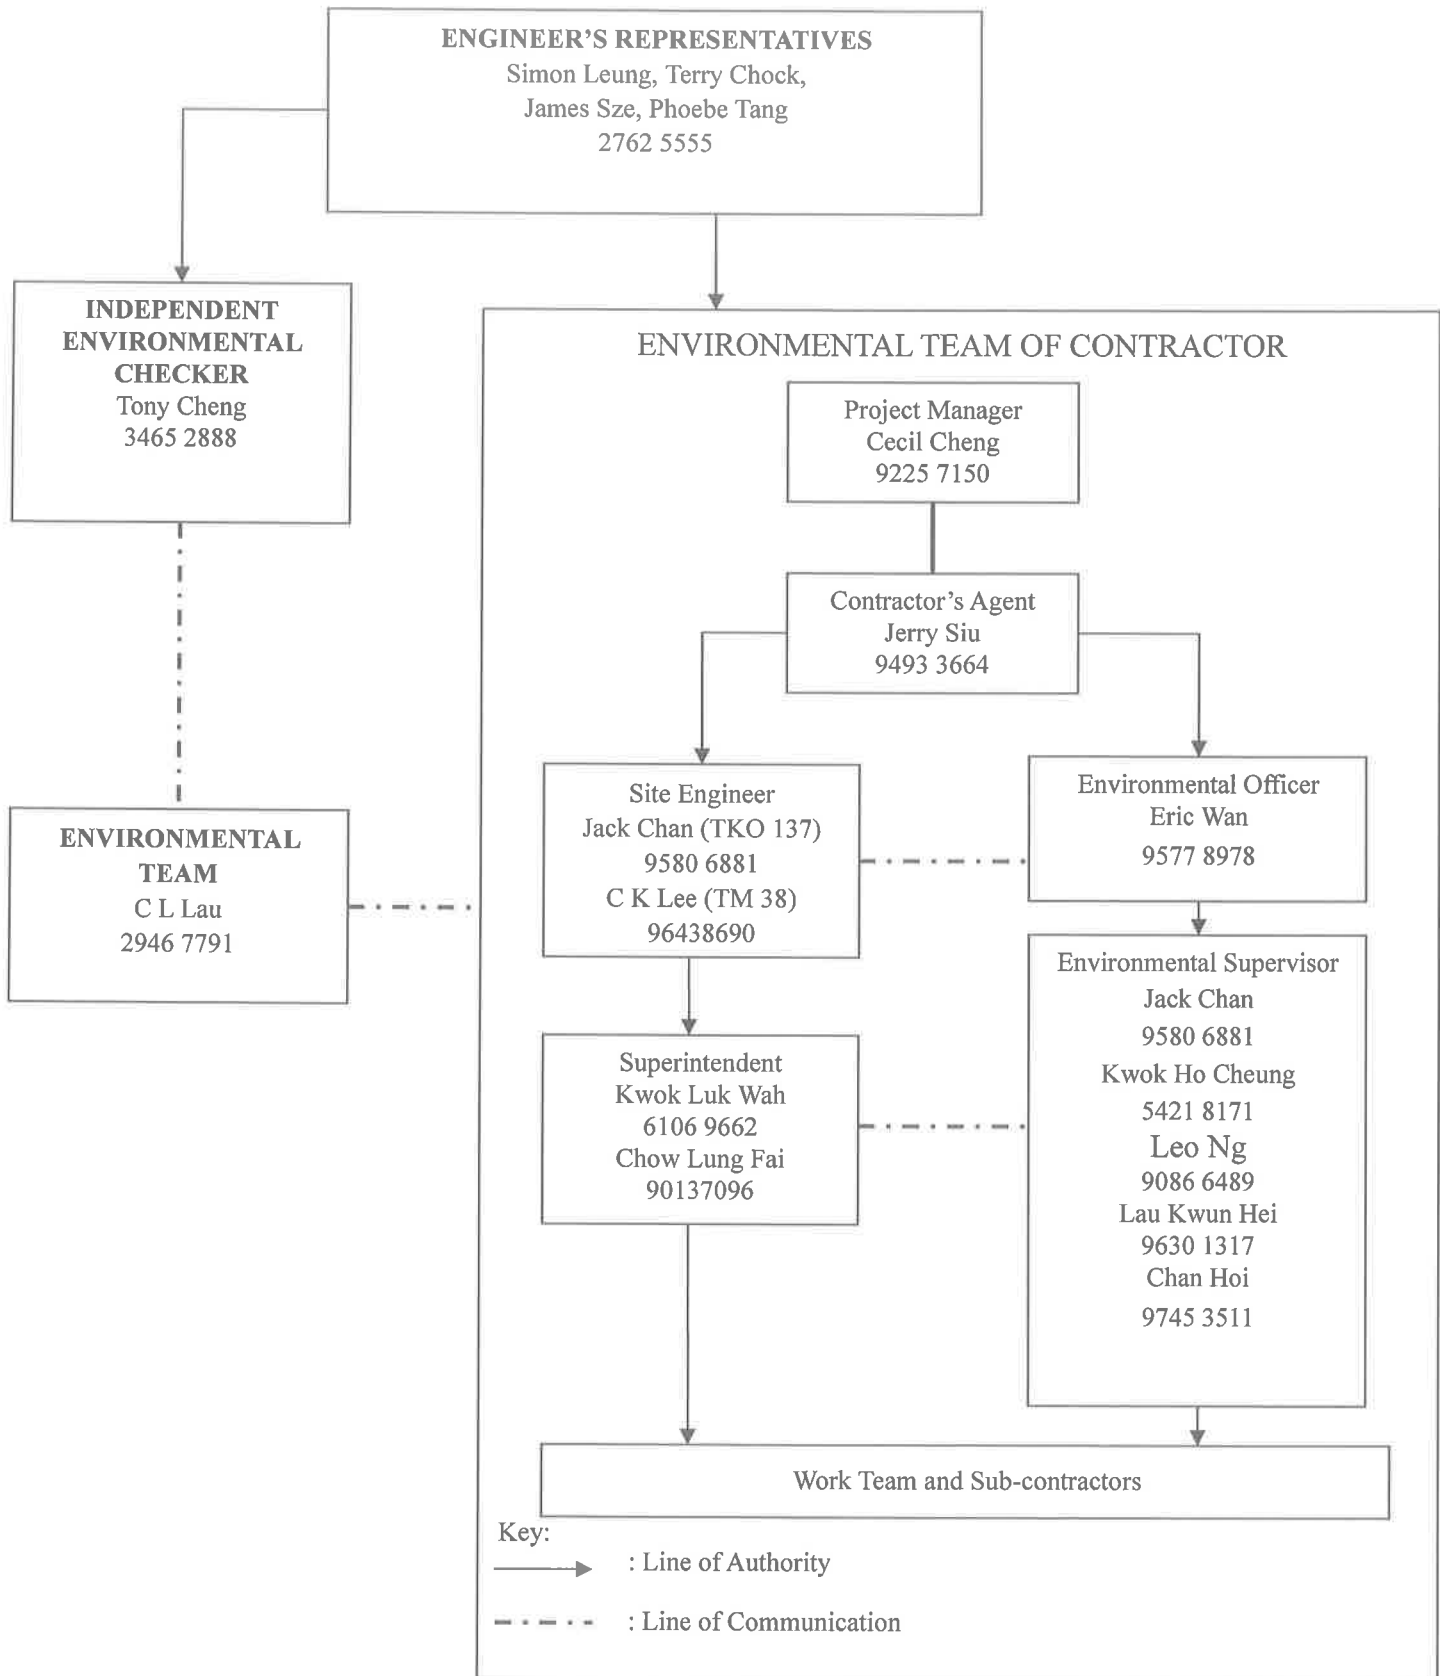 ENGINEER'S REPRESENTATIVES
Simon Leung, Terry Chock,
James Sze, Phoebe Tang
2762 5555
INDEPENDENT
ENVIRONMENTAL
CHECKER
Tony Cheng
3465 2888
ENVIRONMENTAL
TEAM
C L Lau
2946 7791
ENVIRONMENTAL TEAM OF CONTRACTOR
Project Manager
Cecil Cheng
9225 7150
Contractor's Agent
Jerry Siu
9493 3664
Site Engineer
Jack Chan (TKO 137)
9580 6881
C K Lee (TM 38)
96438690
Environmental Officer
Eric Wan
9577 8978
Superintendent
Kwok Luk Wah
6106 9662
Chow Lung Fai
90137096
Environmental Supervisor
Jack Chan
9580 6881
Kwok Ho Cheung
5421 8171
Leo Ng
9086 6489
Lau Kwun Hei
9630 1317
Chan Hoi
9745 3511
Work Team and Sub-contractors
Key:
: Line of Authority
: Line of Communication